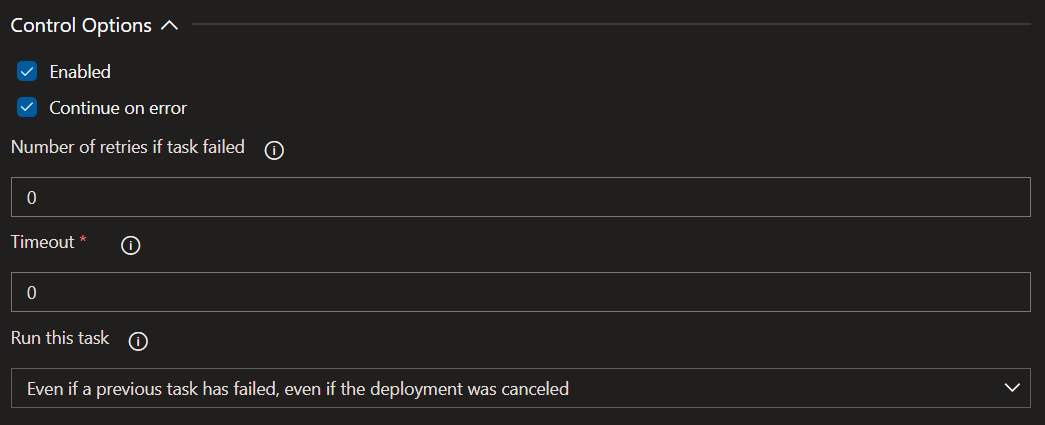 Control Options
Enabled
Continue on error
Number of retries if task failed
0
Timeout *
0
Run this task
Even if a previous task has failed, even if the deployment was canceled